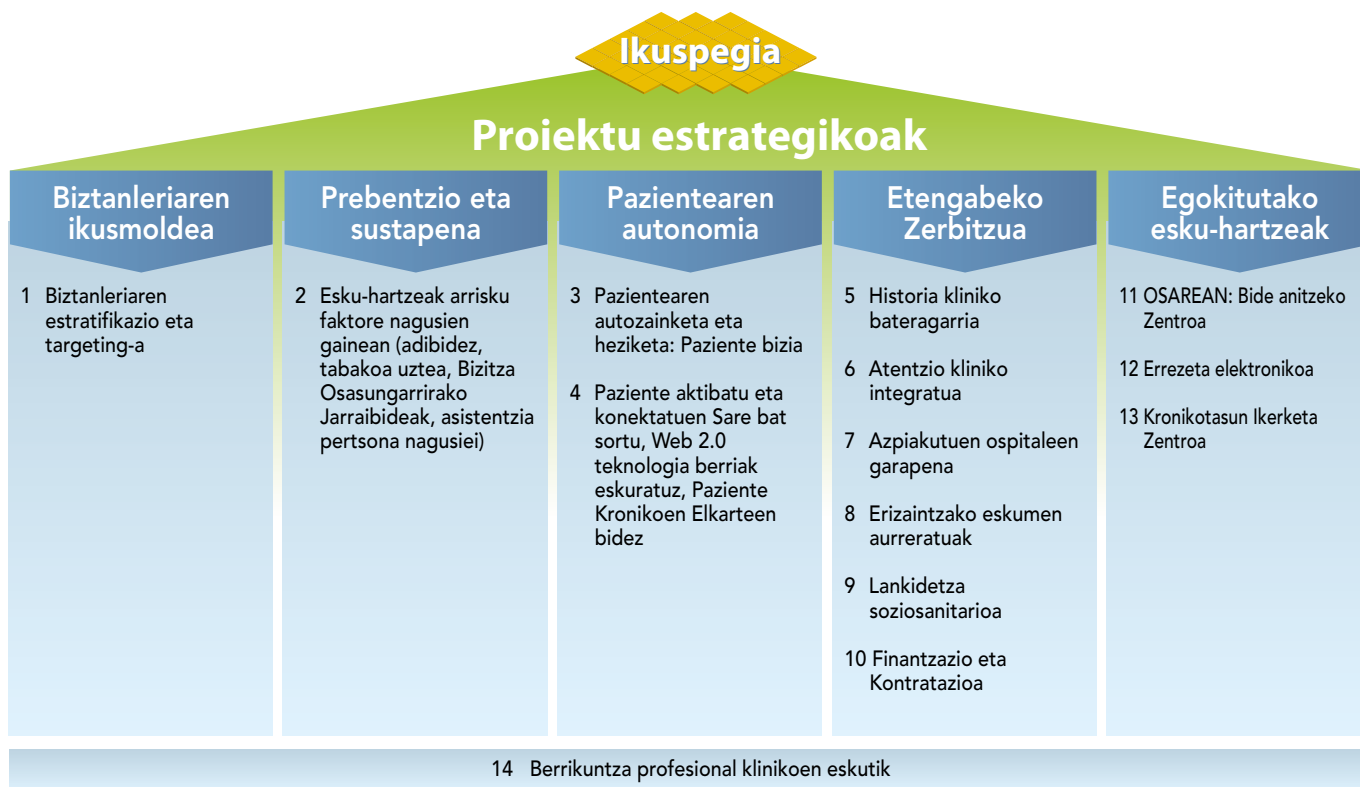 Ikuspegia
Proiektu estrategikoak
Biztanleriaren
ikusmoldea
1 Biztanleriaren
estratifikazio eta
targeting-a
Prebentzio eta
sustapena
2 Esku-hartzeak arrisku
faktore nagusien
gainean (adibidez,
tabakoa uztea, Bizitza
Osasungarrirako
Jarraibideak, asistentzia
pertsona nagusiei)
Pazientearen
autonomia
3 Pazientearen
autozainketa eta
heziketa: Paziente bizia
4 Paziente aktibatu eta
konektatuen Sare bat
sortu, Web 2.0
teknologia berriak
eskuratuz, Paziente
Kronikoen Elkarteen
bidez
Etengabeko
Zerbitzua
5 Historia kliniko
bateragarria
6 Atentzio kliniko
integratua
7 Azpiakutuen ospitaleen
garapena
8 Erizaintzako eskumen
aurreratuak
9 Lankidetza
soziosanitarioa
10 Finantzazio eta
Kontratazioa
Egokitutako
esku-hartzeak
11 OSAREAN: Bide anitzeko
Zentroa
12 Errezeta elektronikoa
13 Kronikotasun Ikerketa
Zentroa
14 Berrikuntza profesional klinikoen eskutik